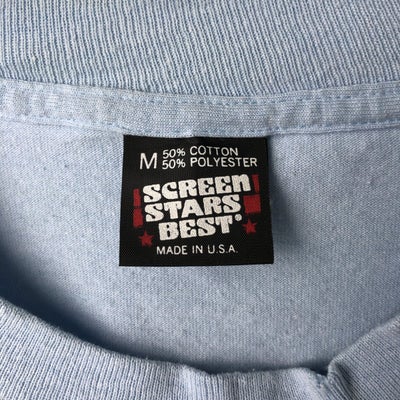 M 50% COTTON
50% POLYESTER
SCREEN
STARS
BEST®
MADE IN U.S.A.